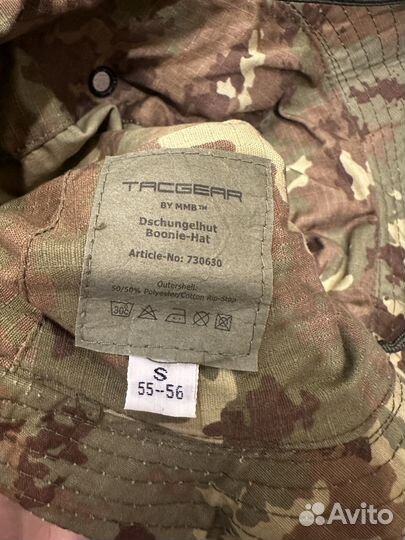 TACGEAR
BY MMB™
Dschungelhut
Boonie-Hat
Article-No: 730630
Outershell:
50/50% Polyester/Cotton Rip-Stop
30°
S
55--56
Avito